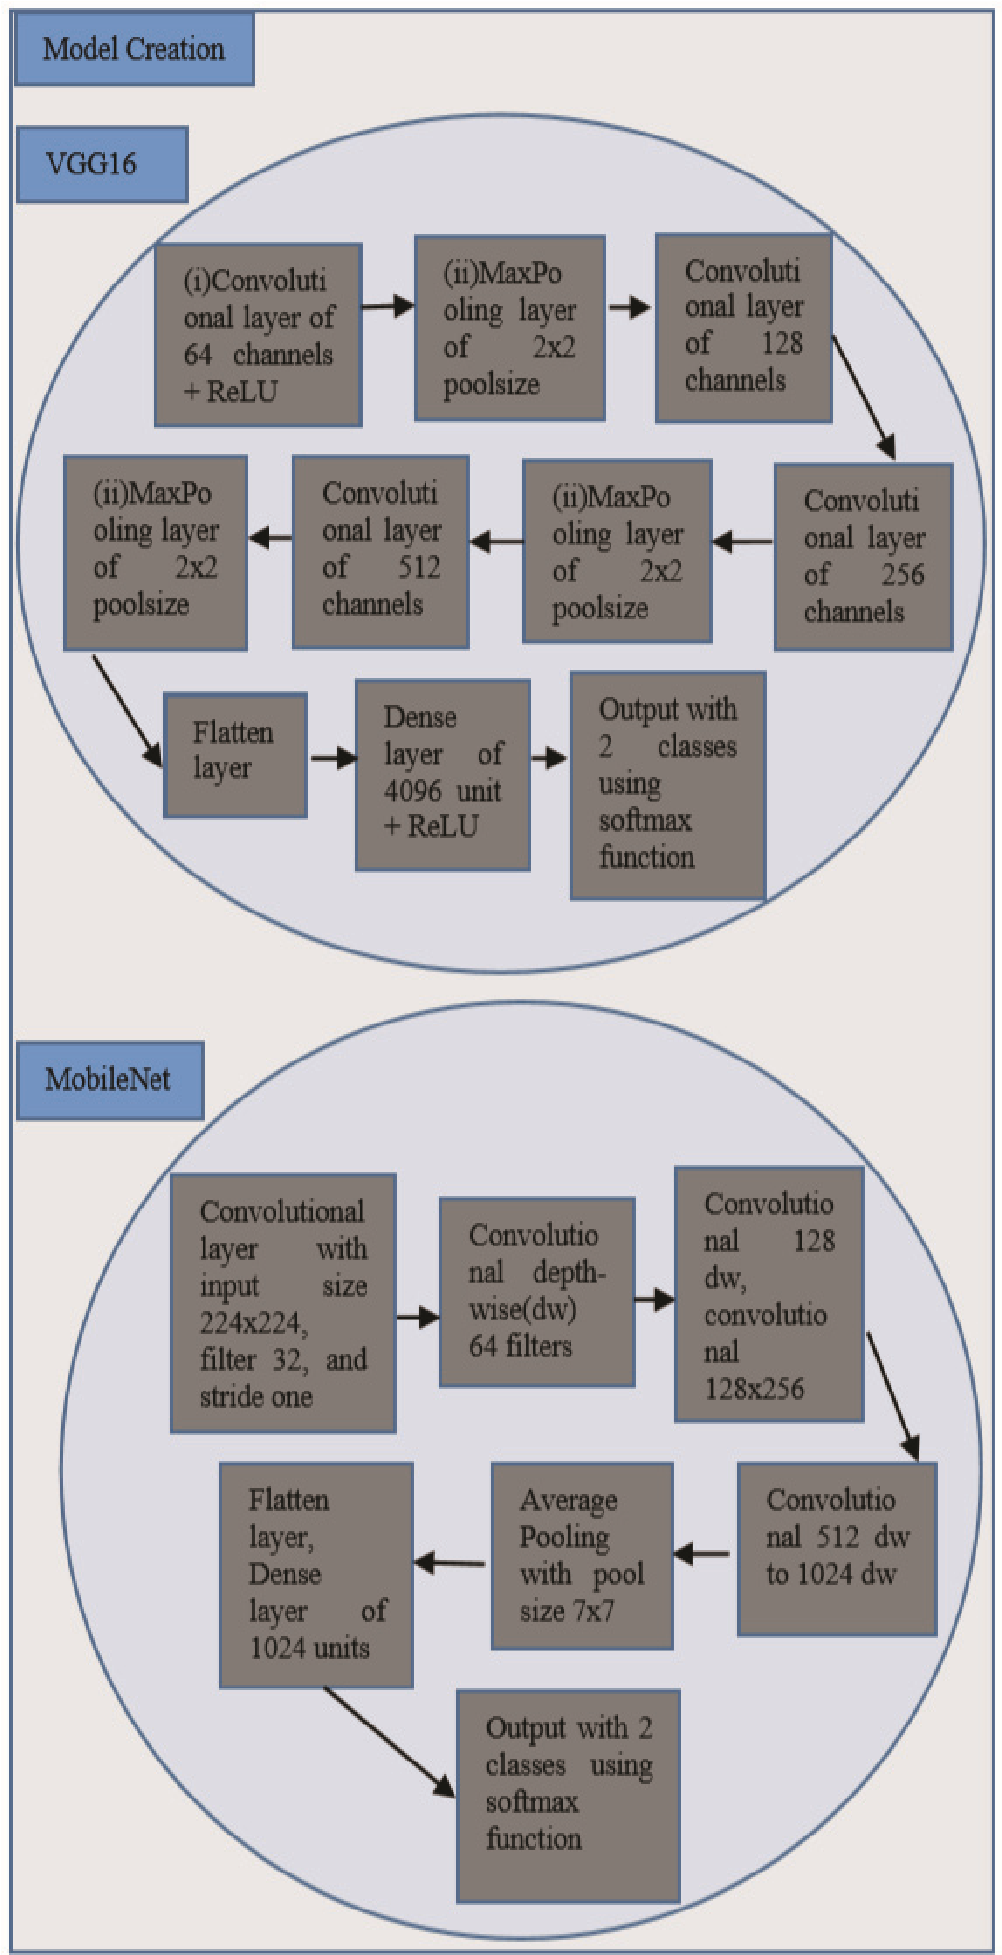 Model Creation
VGG16
(i)Convoluti
onal layer of
64 channels
+ ReLU
(ii)MaxPo
oling layer
of 2x2
poolsize
Convoluti
onal layer
of 128
channels
Convoluti
onal layer
of 256
channels
(ii)MaxPo
oling layer
of 2x2
poolsize
Convoluti
onal layer
of 512
channels
(ii)MaxPo
oling layer
of 2x2
poolsize
Flatten
layer
Dense
layer of
4096 unit
+ ReLU
Output with
2 classes
using
softmax
function
MobileNet
Convolutional
layer with
input size
224x224,
filter 32, and
stride one
Convolutio
nal depth-
wise(dw)
64 filters
Convolutio
nal 128
dw,
convolutio
nal
128x256
Convolutio
nal 512 dw
to 1024 dw
Average
Pooling
with pool
size 7x7
Flatten
layer,
Dense
layer of
1024 units
Output with 2
classes using
softmax
function